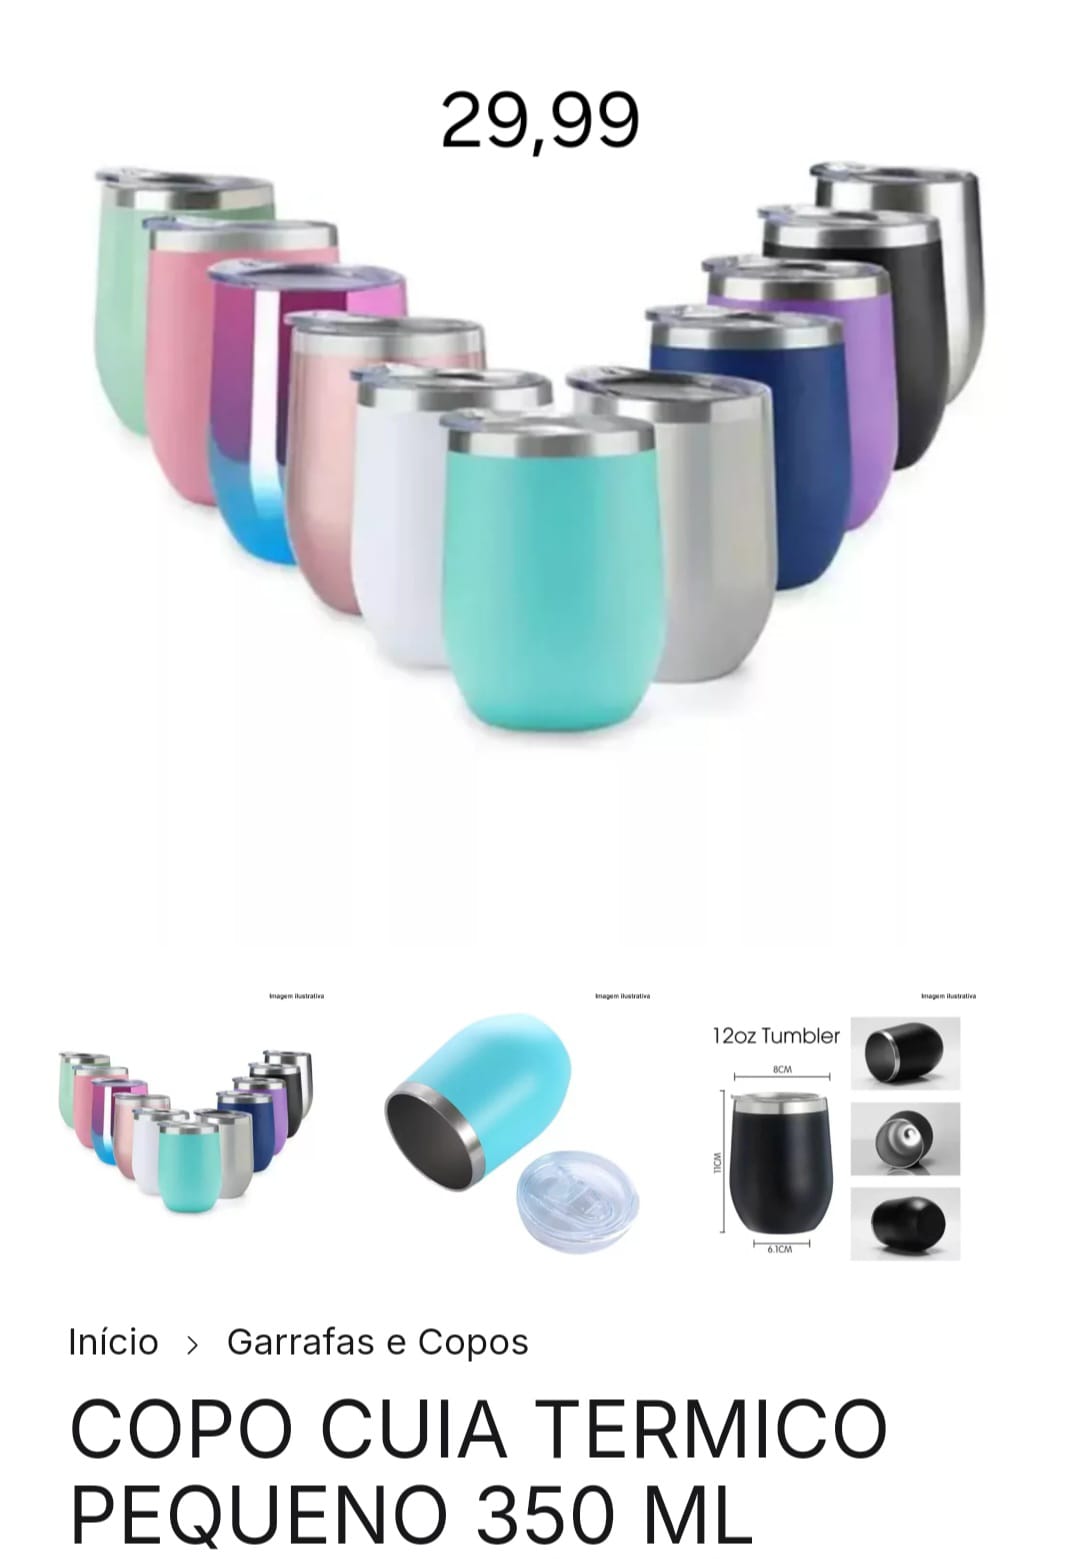 29,99
Imagem ilustrativa
Imagem ilustrativa
Imagem ilustrativa
12oz Tumbler
8CM
11CM
6.1CM
Início > Garrafas e Copos
COPO CUIA TERMICO
PEQUENO 350 ML